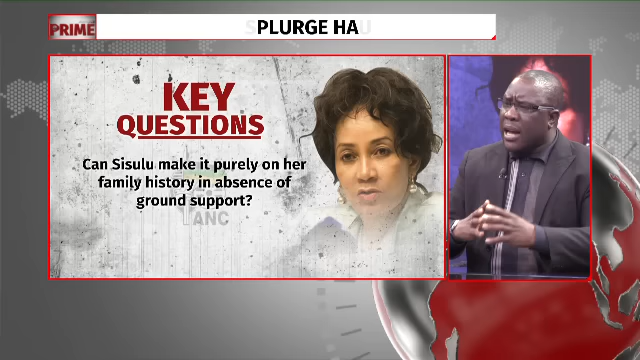 PRIME
PLURGE HA
KEY
QUESTIONS
Can Sisulu make it purely on her
family history in absence of
ground support?
ANC